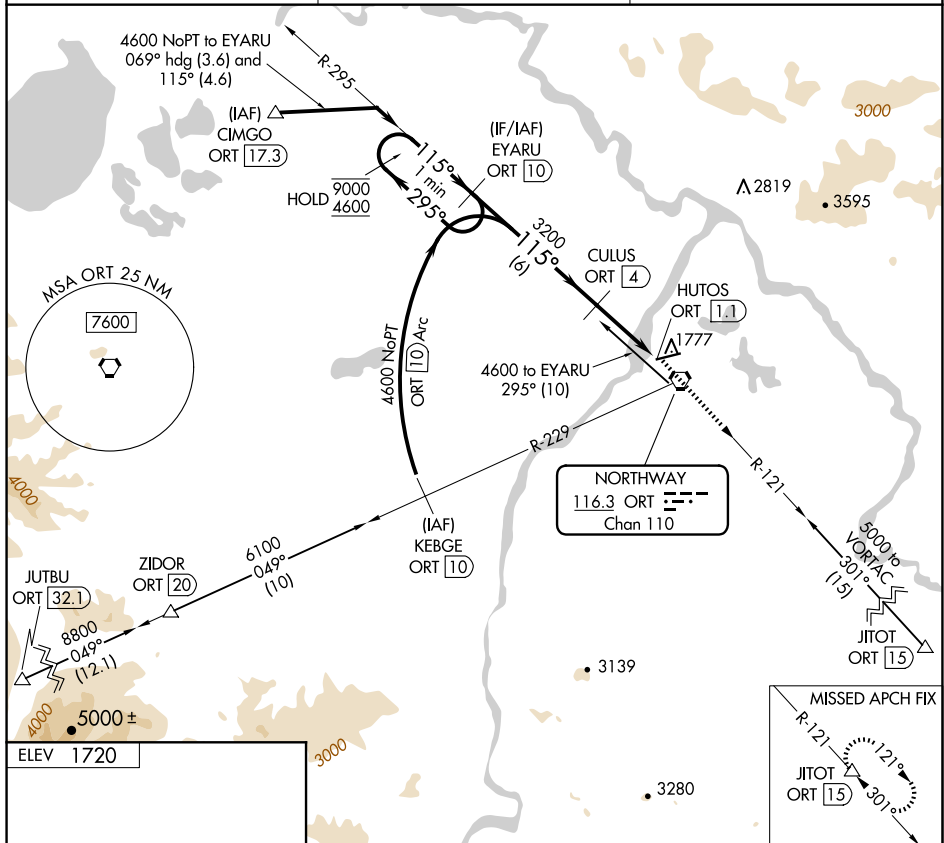 4600 NoPT to EYARU
069° hdg (3.6) and
115° (4.6)
R-295
(IAF)
CIMGO
ORT 17.3
(IF/IAF)
EYARU
ORT 10
HOLD 9000
4600
115°
1 min
295°
3000
2819
3595
3200
115°
(6)
CULUS
ORT 4
HUTOS
ORT 1.1
1777
MSA ORT 25 NM
7600
4600 NoPT
ORT 10 Arc
4600 to EYARU
295° (10)
R-229
NORTHWAY
116.3 ORT
Chan 110
R-121
5000 to
VORTAC
301°
(15)
JITOT
ORT 15
4000
(IAF)
KEBGE
ORT 10
6100
049°
(10)
ZIDOR
ORT 20
JUTBU
ORT 32.1
8800
049°
(12.1)
4000
5000 ±
3139
3000
3280
ELEV 1720
MISSED APCH FIX
R-121
121°
JITOT
ORT 15
301°